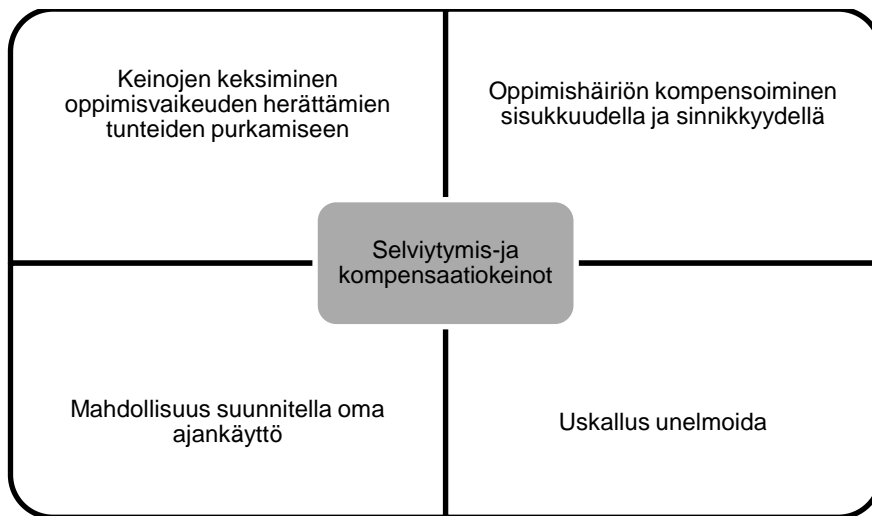 Keinojen keksiminen
oppimisvaikeuden herättämien
tunteiden purkamiseen
Oppimishäiriön kompensoiminen
sisukkuudella ja sinnikkyydellä
Selviytymis-ja
kompensaatiokeinot
Mahdollisuus suunnitella oma
ajankäyttö
Uskallus unelmoida